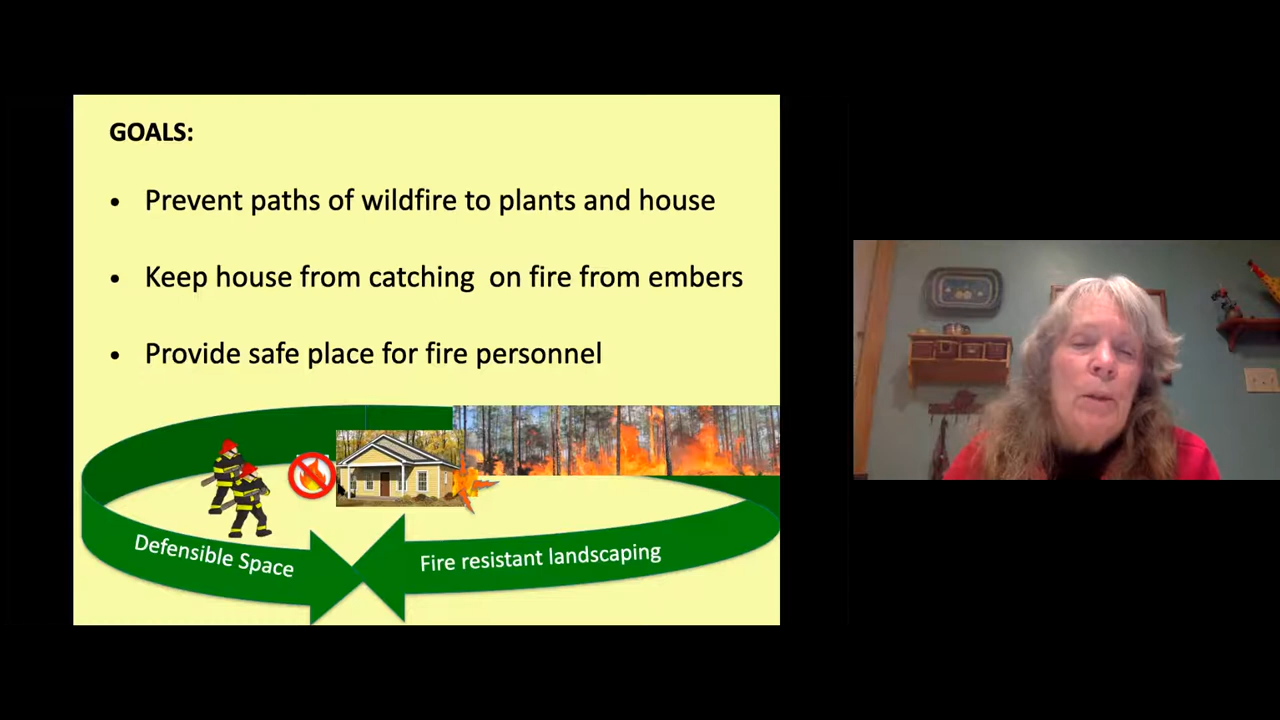 GOALS:
• Prevent paths of wildfire to plants and house
• Keep house from catching  on fire from embers
• Provide safe place for fire personnel
Defensible Space
Fire resistant landscaping